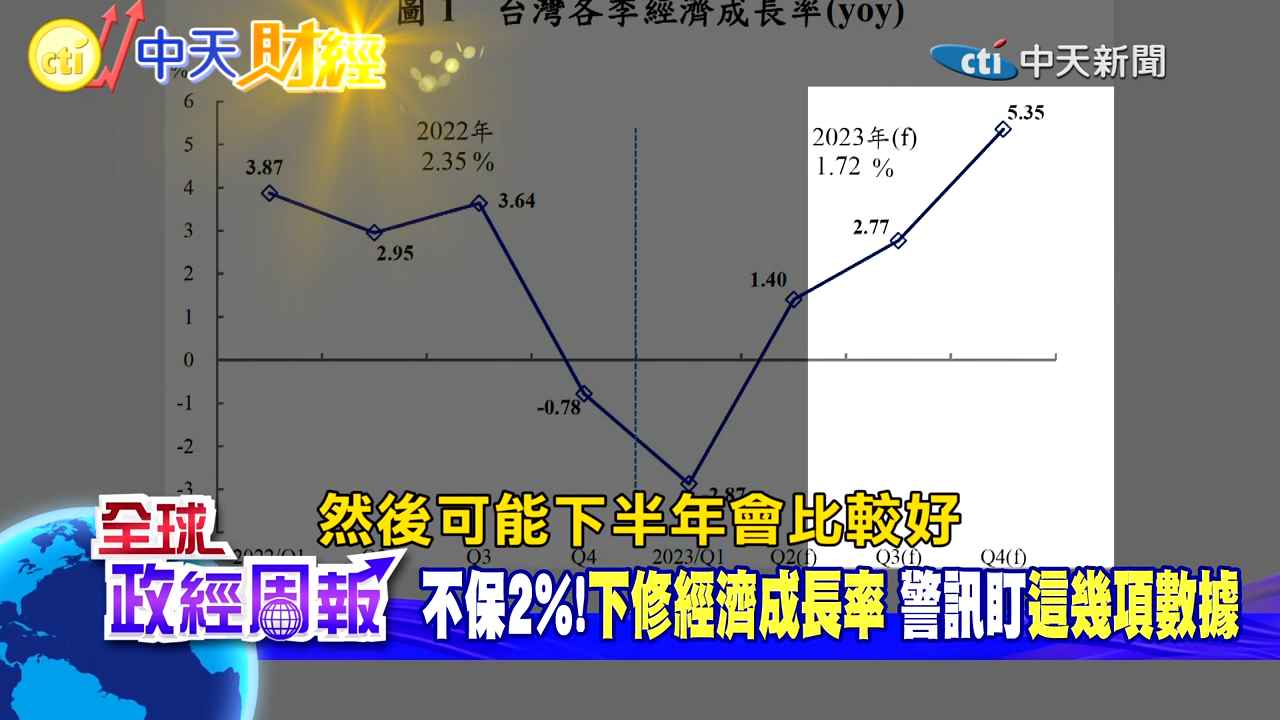 圖 1 台灣各季經濟成長率(yoy)
cti 中天財經
cti 中天新聞
%
6
5
4
3
2
1
0
-1
-2
-3
2022年
2.35 %
2023年(f)
1.72 %
3.87
2.95
3.64
-0.78
-2.87
1.40
2.77
5.35
2022/Q1
Q3
Q4
2023/Q1
Q2(f)
Q3(f)
Q4(f)
然後可能下半年會比較好
全球
政經周報
不保2%!下修經濟成長率 警訊盯這幾項數據